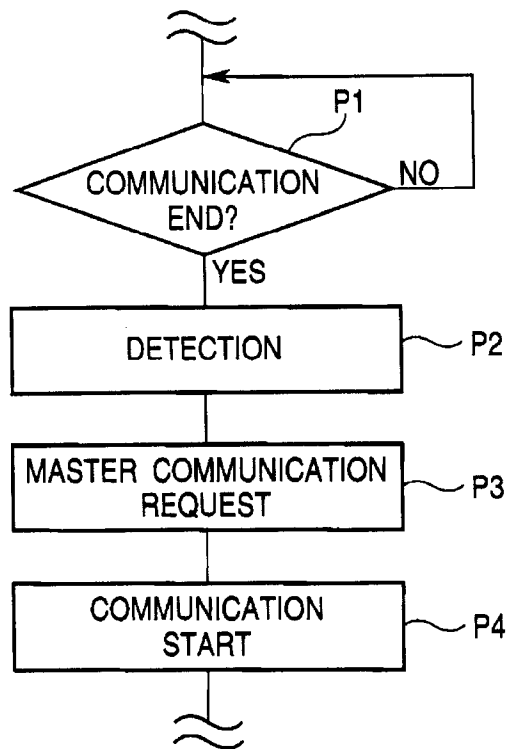 P1
COMMUNICATION
END?
NO
YES
DETECTION
P2
MASTER COMMUNICATION
REQUEST
P3
COMMUNICATION
START
P4